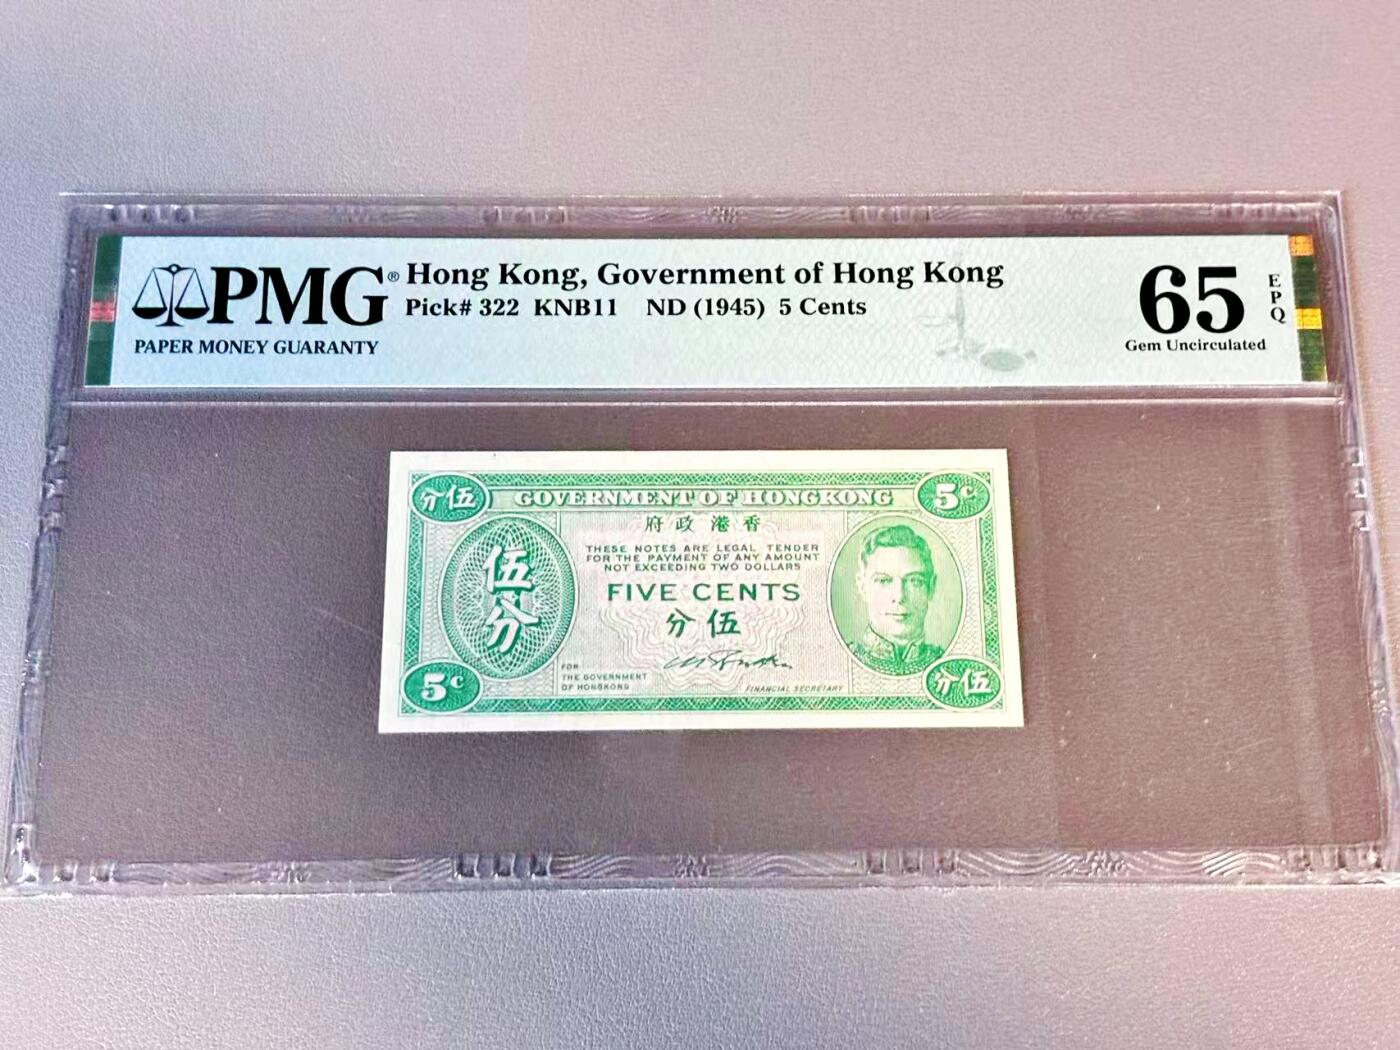 PMG® Hong Kong, Government of Hong Kong
Pick# 322 KNB11 ND (1945) 5 Cents
PAPER MONEY GUARANTY
65 EPQ
Gem Uncirculated
分伍 GOVERNMENT OF HONGKONG 5c
府政港香
THESE NOTES ARE LEGAL TENDER
FOR THE PAYMENT OF ANY AMOUNT
NOT EXCEEDING TWO DOLLARS
伍分
FIVE CENTS
分伍
FOR
THE GOVERNMENT
OF HONGKONG
FINANCIAL SECRETARY
5c
分伍